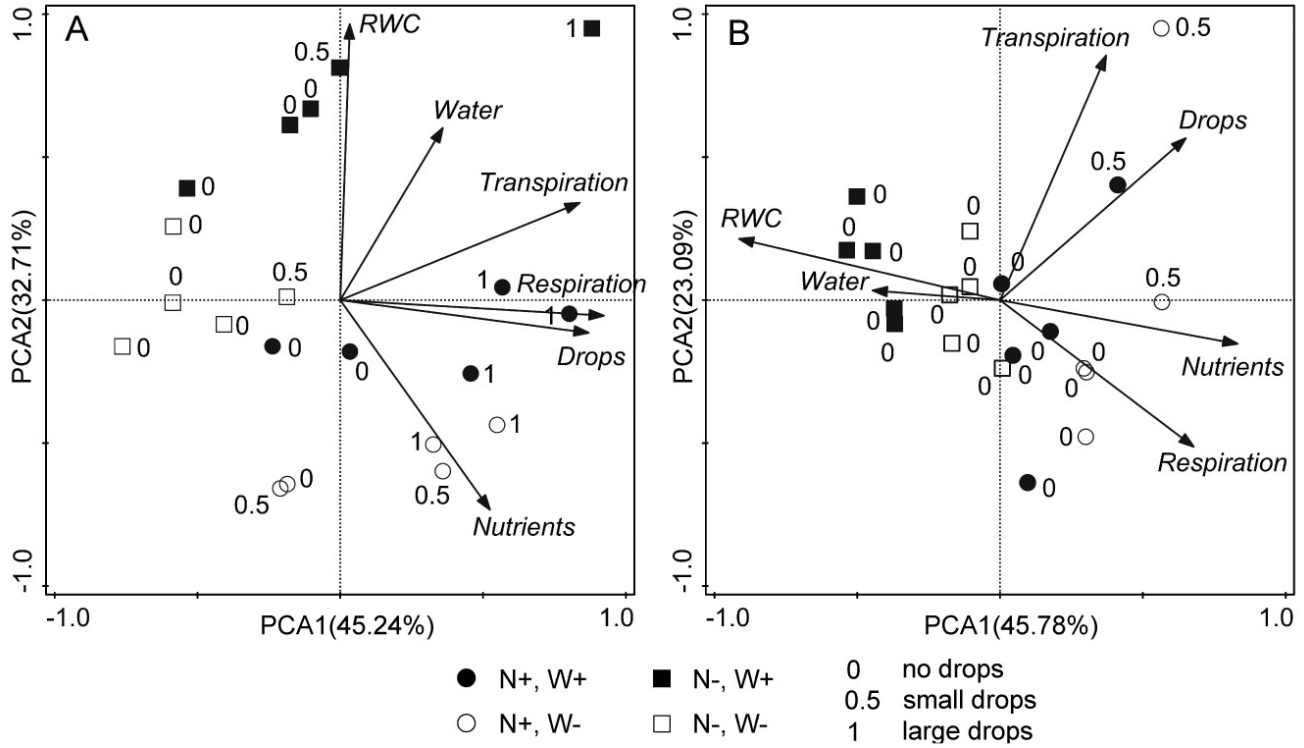 A
1.0
RWC
1
0.5
0
0
Water
Transpiration
0
0
0
0.5
1
Respiration
1
0
0
0
0
Drops
1
1
1
0.5
0
0.5
Nutrients
PCA2(32.71%)
-1.0
-1.0
1.0
PCA1(45.24%)
B
1.0
0.5
Transpiration
Drops
0.5
0
0
RWC
0
0
0
0
0.5
Water
0
0
0
0
0
0
0
0
0
Nutrients
0
0
Respiration
PCA2(23.09%)
-1.0
-1.0
1.0
PCA1(45.78%)
N+, W+
N-, W+
0 no drops
N+, W-
N-, W-
0.5 small drops
1 large drops